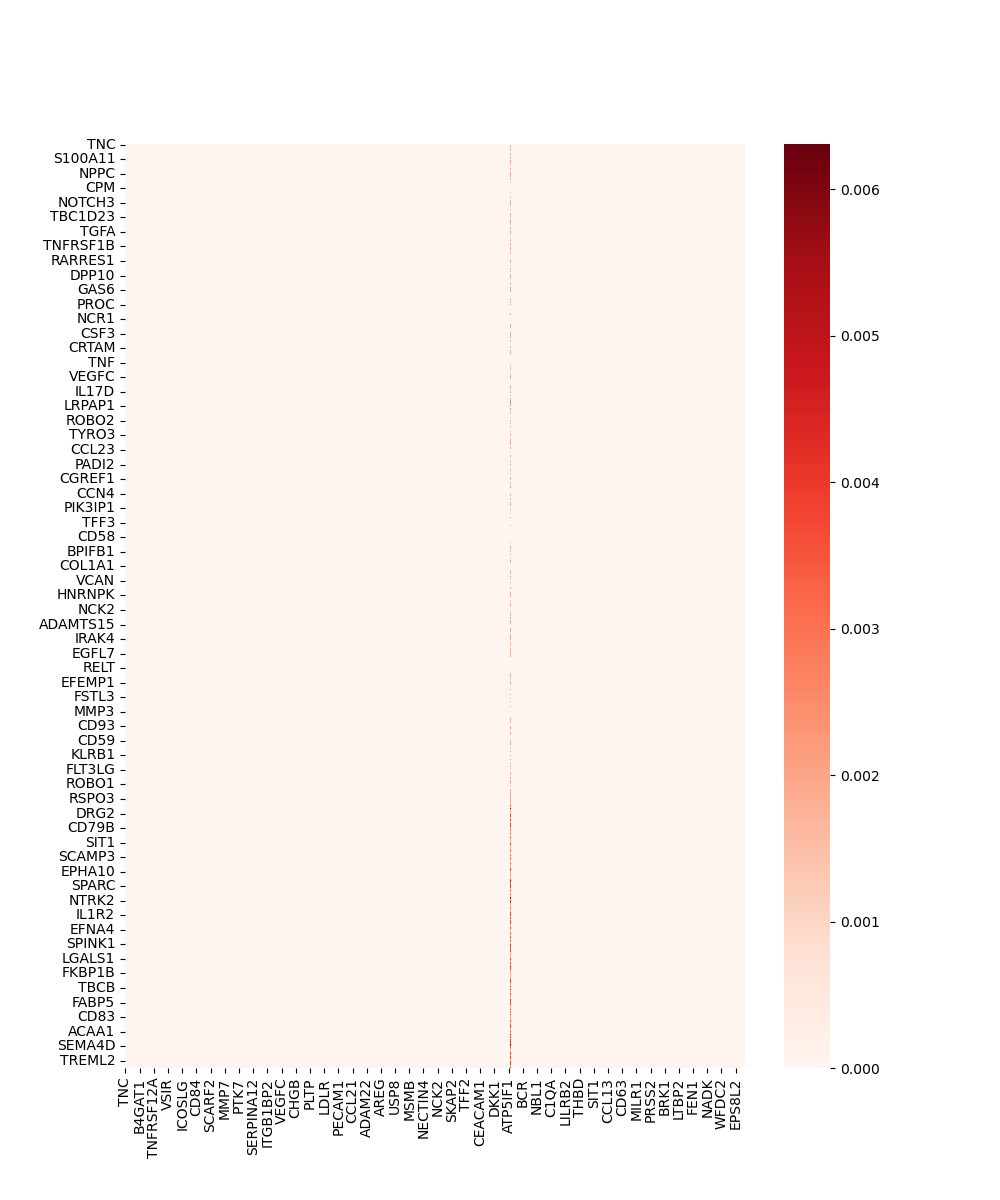 TNC
S100A11
NPPC
CPM
NOTCH3
TBC1D23
TGFA
TNFRSF1B
RARRES1
DPP10
GAS6
PROC
NCR1
CSF3
CRTAM
TNF
VEGFC
IL17D
LRPAP1
ROBO2
TYRO3
CCL23
PADI2
CGREF1
CCN4
PIK3IP1
TFF3
CD58
BPIFB1
COL1A1
VCAN
HNRNPK
NCK2
ADAMTS15
IRAK4
EGFL7
RELT
EFEMP1
FSTL3
MMP3
CD93
CD59
KLRB1
FLT3LG
ROBO1
RSPO3
DRG2
CD79B
SIT1
SCAMP3
EPHA10
SPARC
NTRK2
IL1R2
EFNA4
SPINK1
LGALS1
FKBP1B
TBCB
FABP5
CD83
ACAA1
SEMA4D
TREML2
TNC
B4GAT1
TNFRSF12A
VSIR
ICOSLG
CD84
SCARF2
MMP7
PTK7
SERPINA12
ITGB1BP2
VEGFC
CHGB
PLTP
LDLR
PECAM1
CCL21
ADAM22
AREG
USP8
MSMB
NECTIN4
NCK2
SKAP2
TFF2
CEACAM1
DKK1
ATP5IF1
BCR
NBL1
C1QA
LILRB2
THBD
SIT1
CCL13
CD63
MILR1
PRSS2
BRK1
LTBP2
FEN1
NADK
WFDC2
EPS8L2
0.006
0.005
0.004
0.003
0.002
0.001
0.000